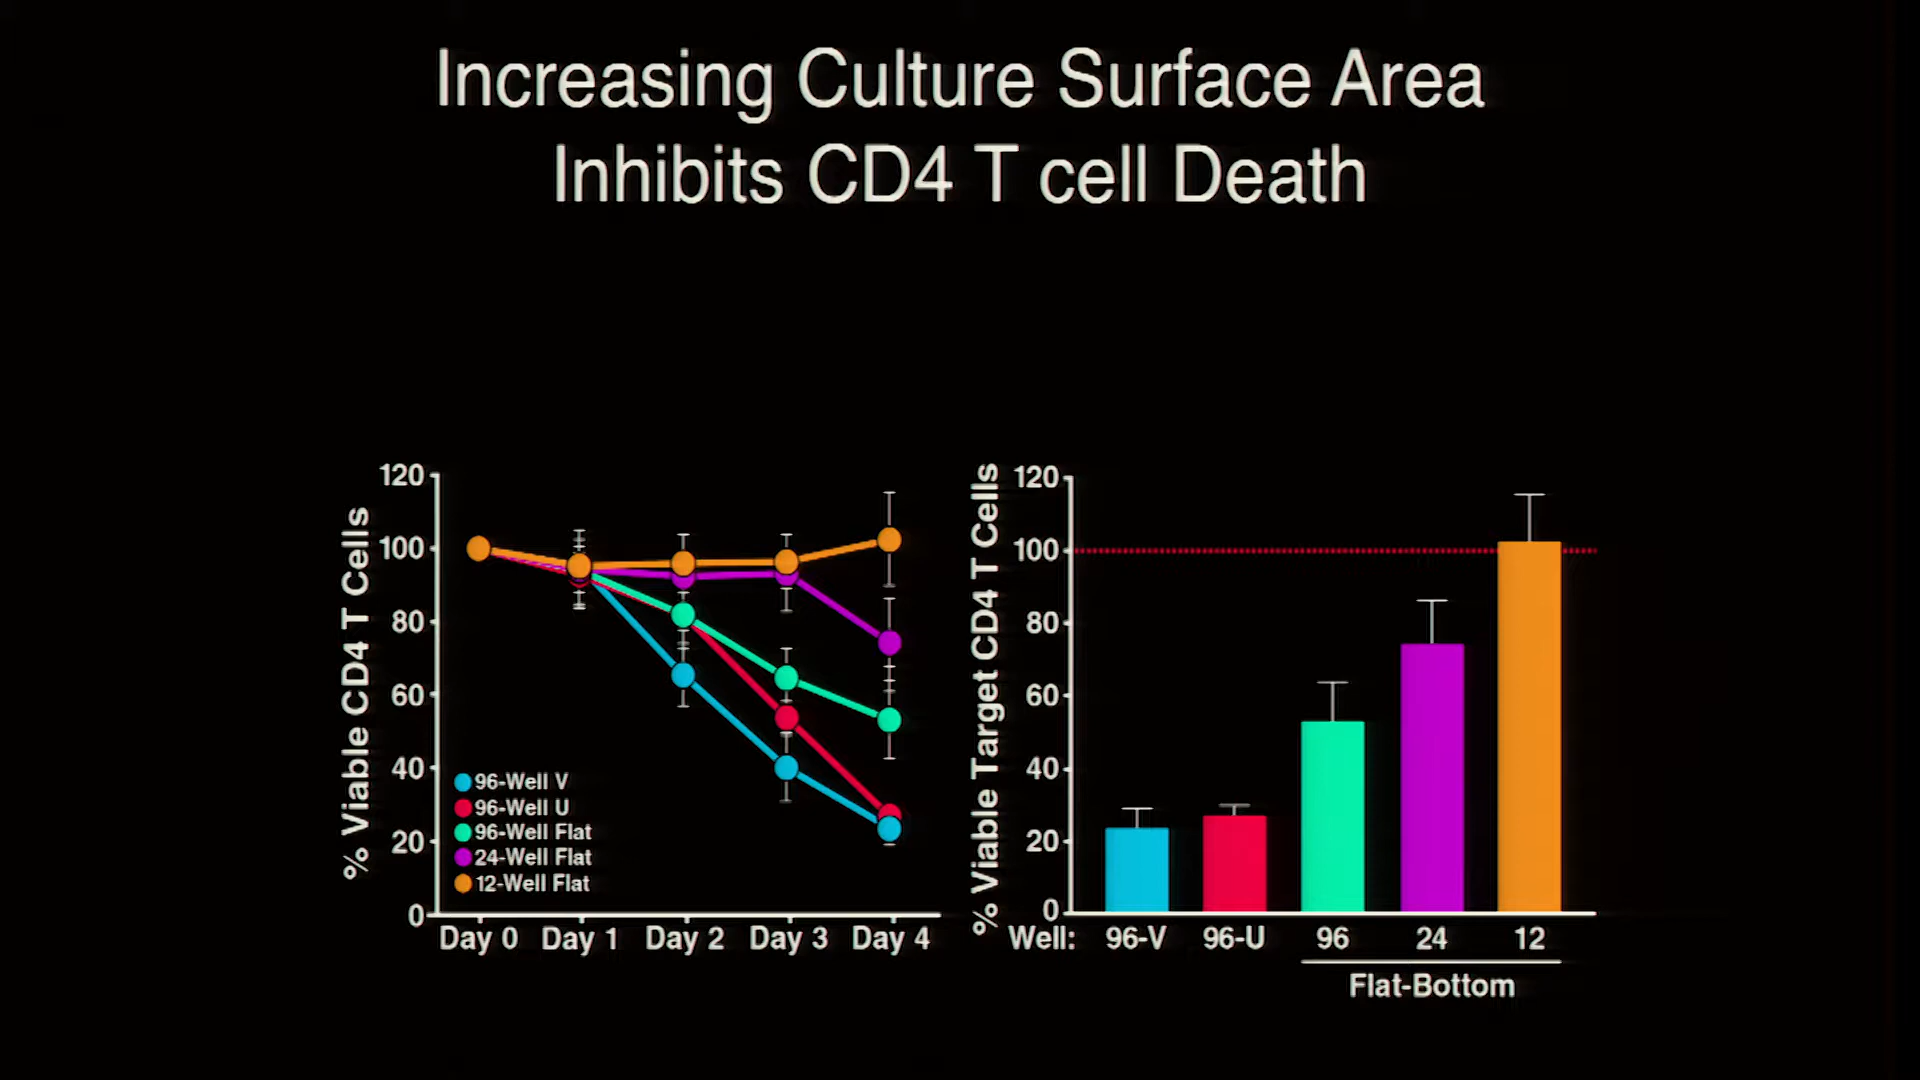 Increasing Culture Surface Area
Inhibits CD4 T cell Death
% Viable CD4 T Cells
120
100
80
60
40
20
0
96-Well V
96-Well U
96-Well Flat
24-Well Flat
12-Well Flat
Day 0 Day 1 Day 2 Day 3 Day 4
% Viable Target CD4 T Cells
120
100
80
60
40
20
0
Well: 96-V 96-U 96 24 12
Flat-Bottom